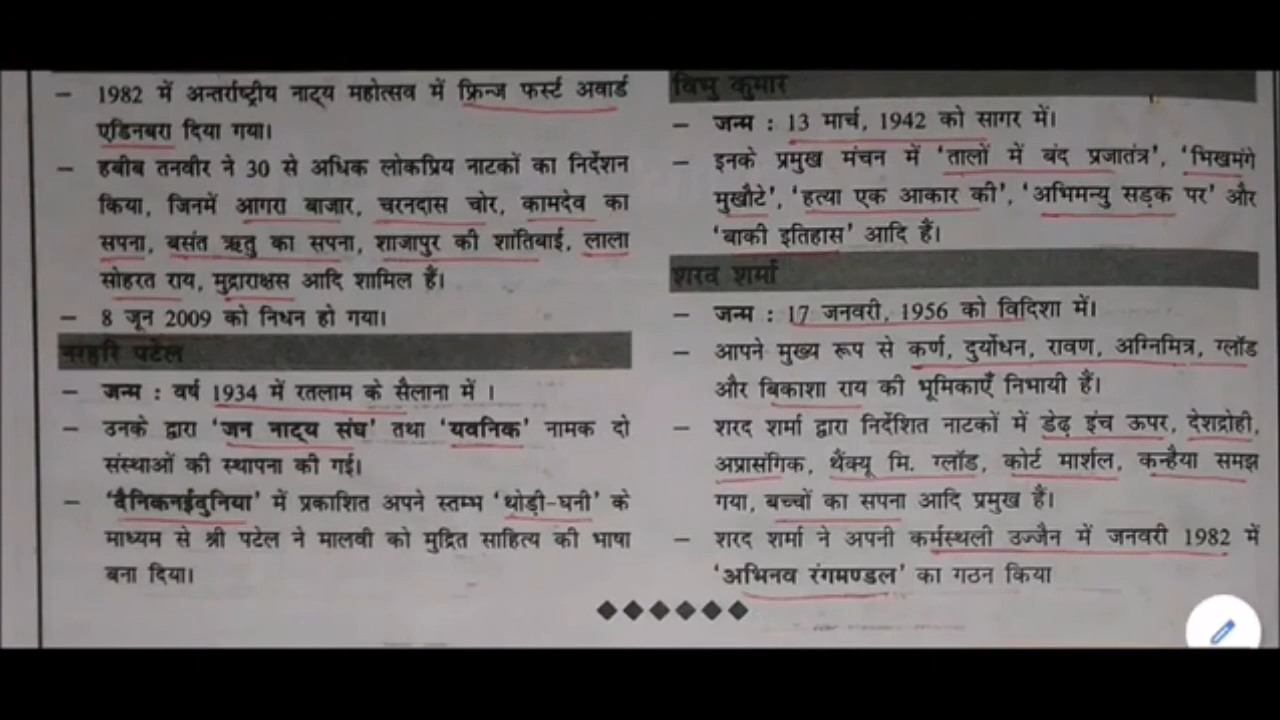 – 1982 में अन्तर्राष्ट्रीय नाट्य महोत्सव में फ्रिन्ज फर्स्ट अवार्ड
एडिनबरा दिया गया।
– हबीब तनवीर ने 30 से अधिक लोकप्रिय नाटकों का निर्देशन
किया, जिनमें आगरा बाजार, चरनदास चोर, कामदेव का
सपना, बसंत ऋतु का सपना, शाजापुर की शांतिबाई, लाला
सोहरत राय, मुद्राराक्षस आदि शामिल हैं।
– 8 जून 2009 को निधन हो गया।
नरहरि पटेल
– जन्म : वर्ष 1934 में रतलाम के सैलाना में ।
– उनके द्वारा ‘जन नाट्य संघ’ तथा ‘यवनिक’ नामक दो
संस्थाओं की स्थापना की गई।
– ‘दैनिकनईदुनिया’ में प्रकाशित अपने स्तम्भ ‘थोड़ी-घनी’ के
माध्यम से श्री पटेल ने मालवी को मुद्रित साहित्य की भाषा
बना दिया।
विभु कुमार
– जन्म : 13 मार्च, 1942 को सागर में।
– इनके प्रमुख मंचन में ‘तालों में बंद प्रजातंत्र’, ‘भिखमंगे
मुखौटे’, ‘हत्या एक आकार की’, ‘अभिमन्यु सड़क पर’ और
‘बाकी इतिहास’ आदि हैं।
शरद शर्मा
– जन्म : 17 जनवरी, 1956 को विदिशा में।
– आपने मुख्य रूप से कर्ण, दुर्योधन, रावण, अग्निमित्र, ग्लॉड
और बिकाशा राय की भूमिकाएँ निभायी हैं।
– शरद शर्मा द्वारा निर्देशित नाटकों में डेढ़ इंच ऊपर, देशद्रोही,
अप्रासंगिक, थैंक्यू मि. ग्लॉड, कोर्ट मार्शल, कन्हैया समझ
गया, बच्चों का सपना आदि प्रमुख हैं।
– शरद शर्मा ने अपनी कर्मस्थली उज्जैन में जनवरी 1982 में
‘अभिनव रंगमण्डल’ का गठन किया